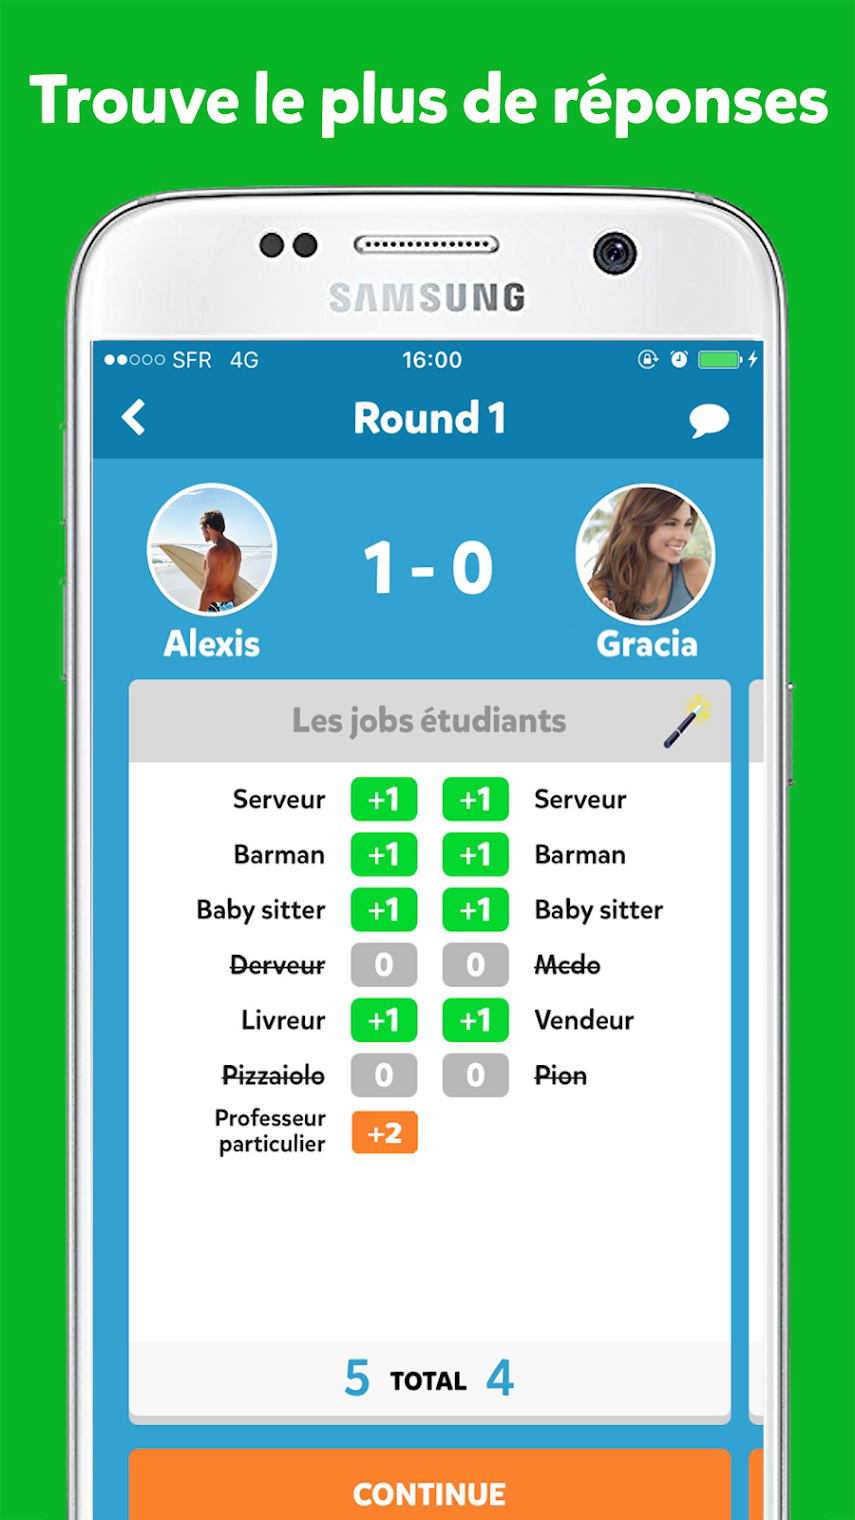 Trouve le plus de réponses
SAMSUNG
SFR 4G 16:00
Round 1
1 - 0
Alexis Gracia
Les jobs étudiants
Serveur +1 +1 Serveur
Barman +1 +1 Barman
Baby sitter +1 +1 Baby sitter
Derveur 0 0 Mcdo
Livreur +1 +1 Vendeur
Pizzaiolo 0 0 Pion
Professeur
particulier +2
5 TOTAL 4
CONTINUE